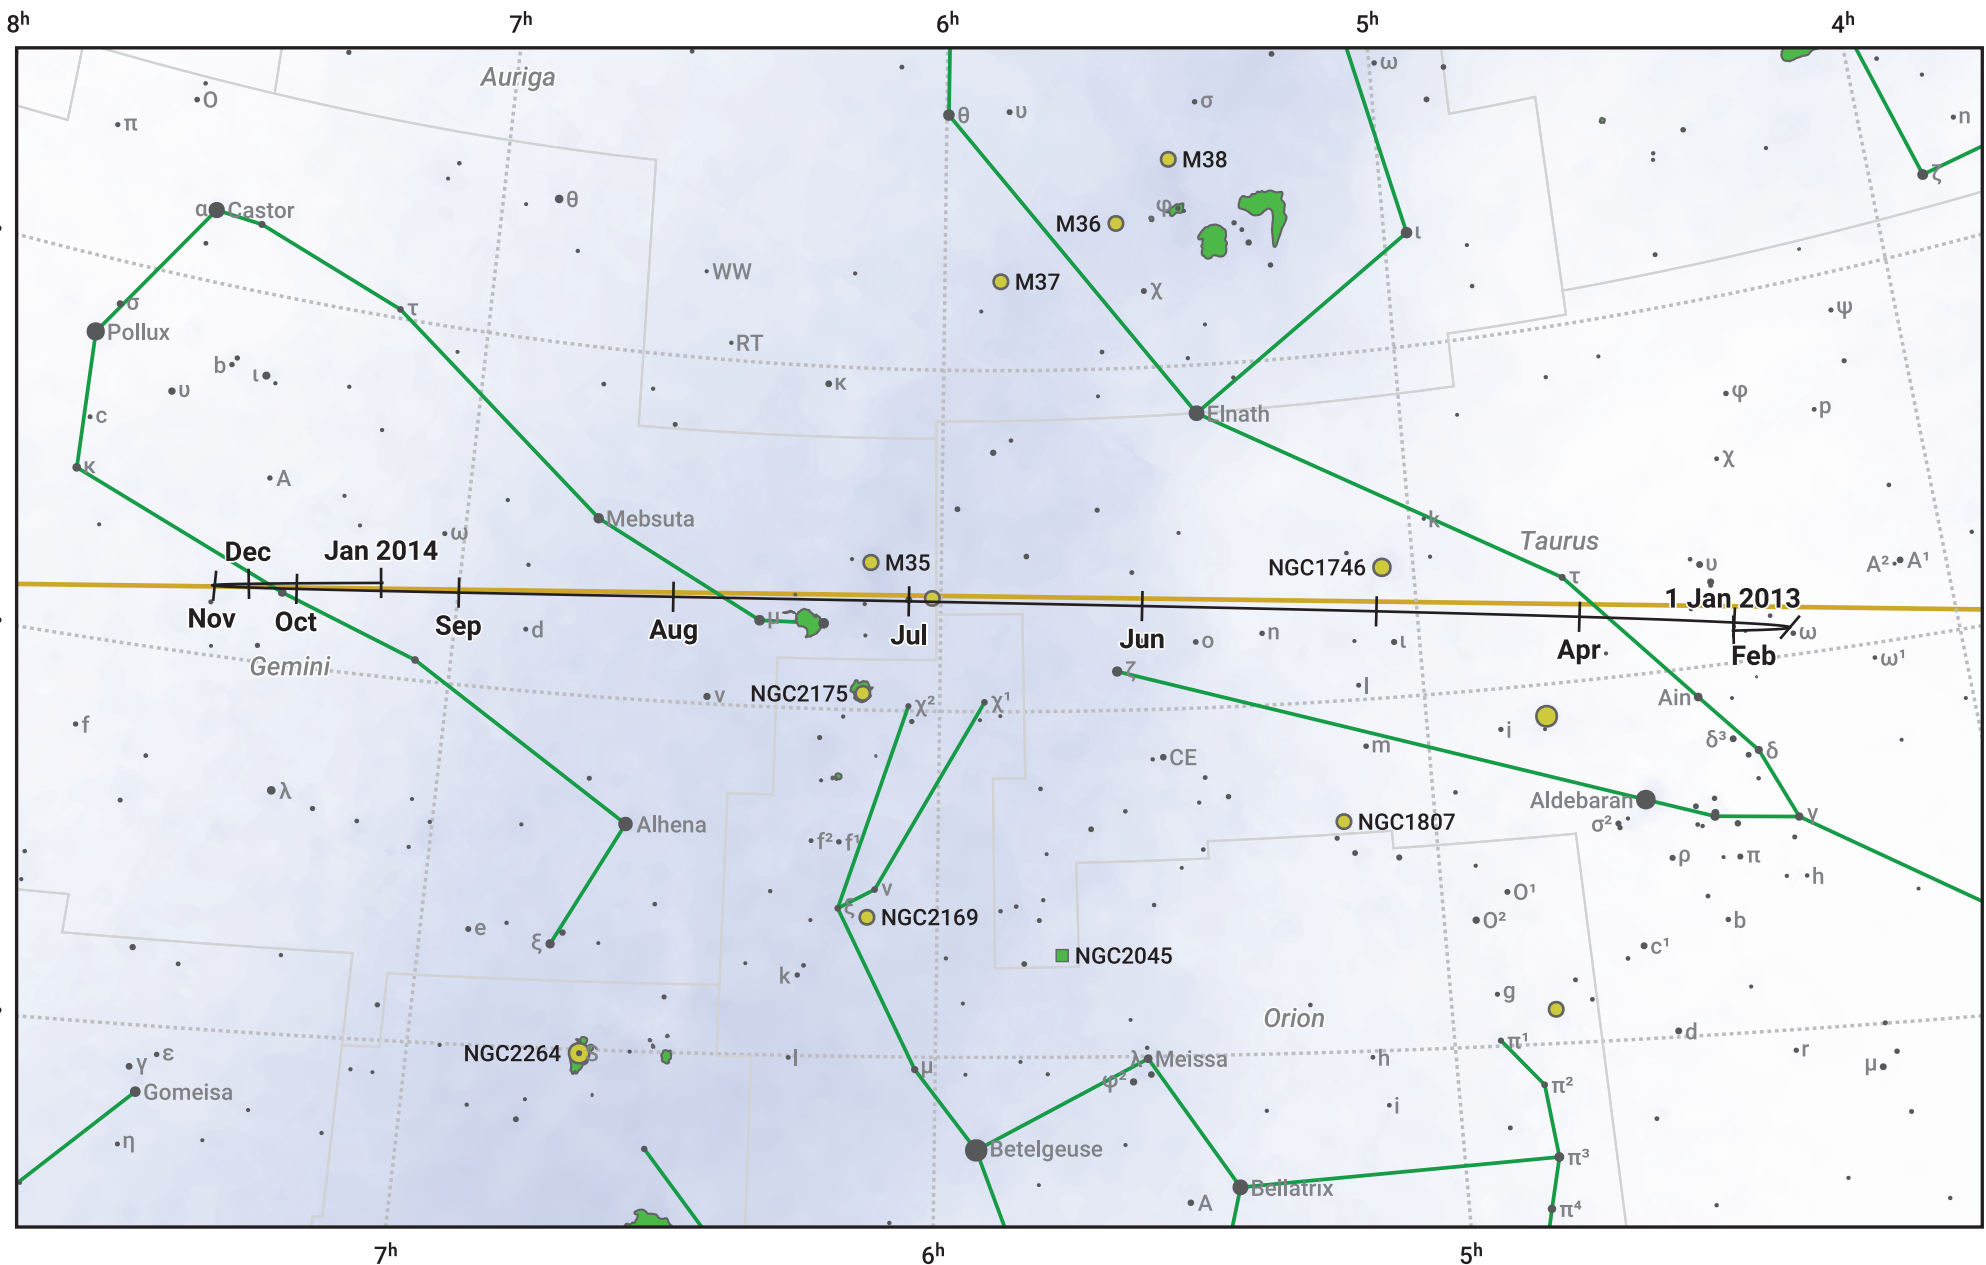 8ʰ 7ʰ 6ʰ 5ʰ 4ʰ
Auriga
ω
ο
σ
π
θ
υ
n
M38
ζ
θ
α Castor
φ
M36
ι
WW
M37
χ
σ
τ
ψ
Pollux
RT
b
ι
υ
κ
φ
p
c
Elnath
χ
κ
A
k
Mebsuta
ω
Taurus
Dec
Jan 2014
M35
NGC1746
υ
A² A¹
τ
1 Jan 2013
Nov
Oct
Sep
d
Aug
μ
Jul
Jun
ο
n
ι
Apr
Feb
ω
ω¹
Gemini
ζ
l
ν
NGC2175
χ²
χ¹
Ain
f
i
δ³
δ
m
CE
λ
Aldebaran
γ
Alhena
NGC1807
σ²
f² f¹
ρ
π
h
ν
ξ
NGC2169
O¹
O²
b
e
ξ
c¹
NGC2045
k
g
Orion
d
π¹
r
NGC2264
S
l
λ Meissa
h
μ
ε
γ
μ
φ²
π²
Gomeisa
i
η
Betelgeuse
π³
Bellatrix
A
π⁴
7ʰ 6ʰ 5ʰ